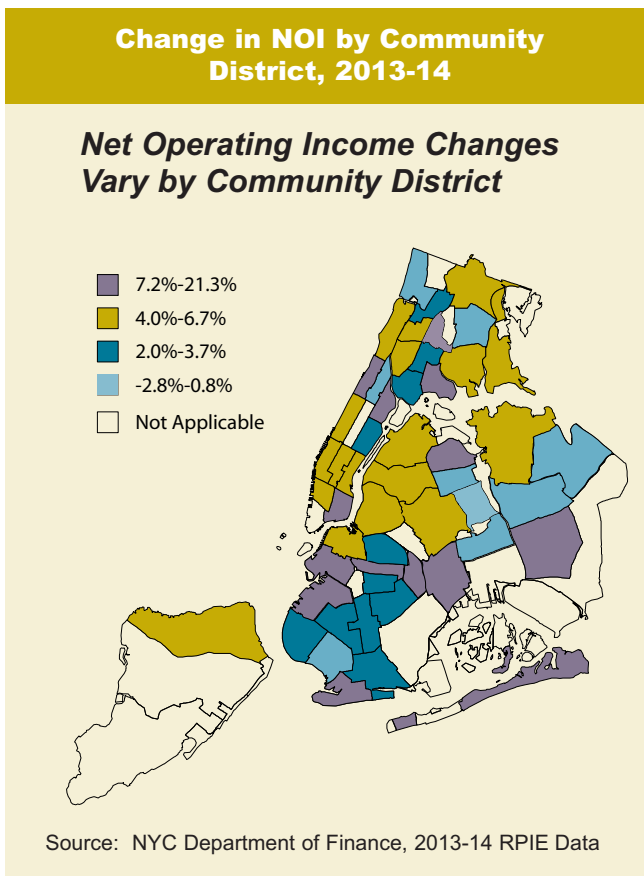 Change in NOI by Community
District, 2013-14
Net Operating Income Changes
Vary by Community District
7.2%-21.3%
4.0%-6.7%
2.0%-3.7%
-2.8%-0.8%
Not Applicable
Source: NYC Department of Finance, 2013-14 RPIE Data